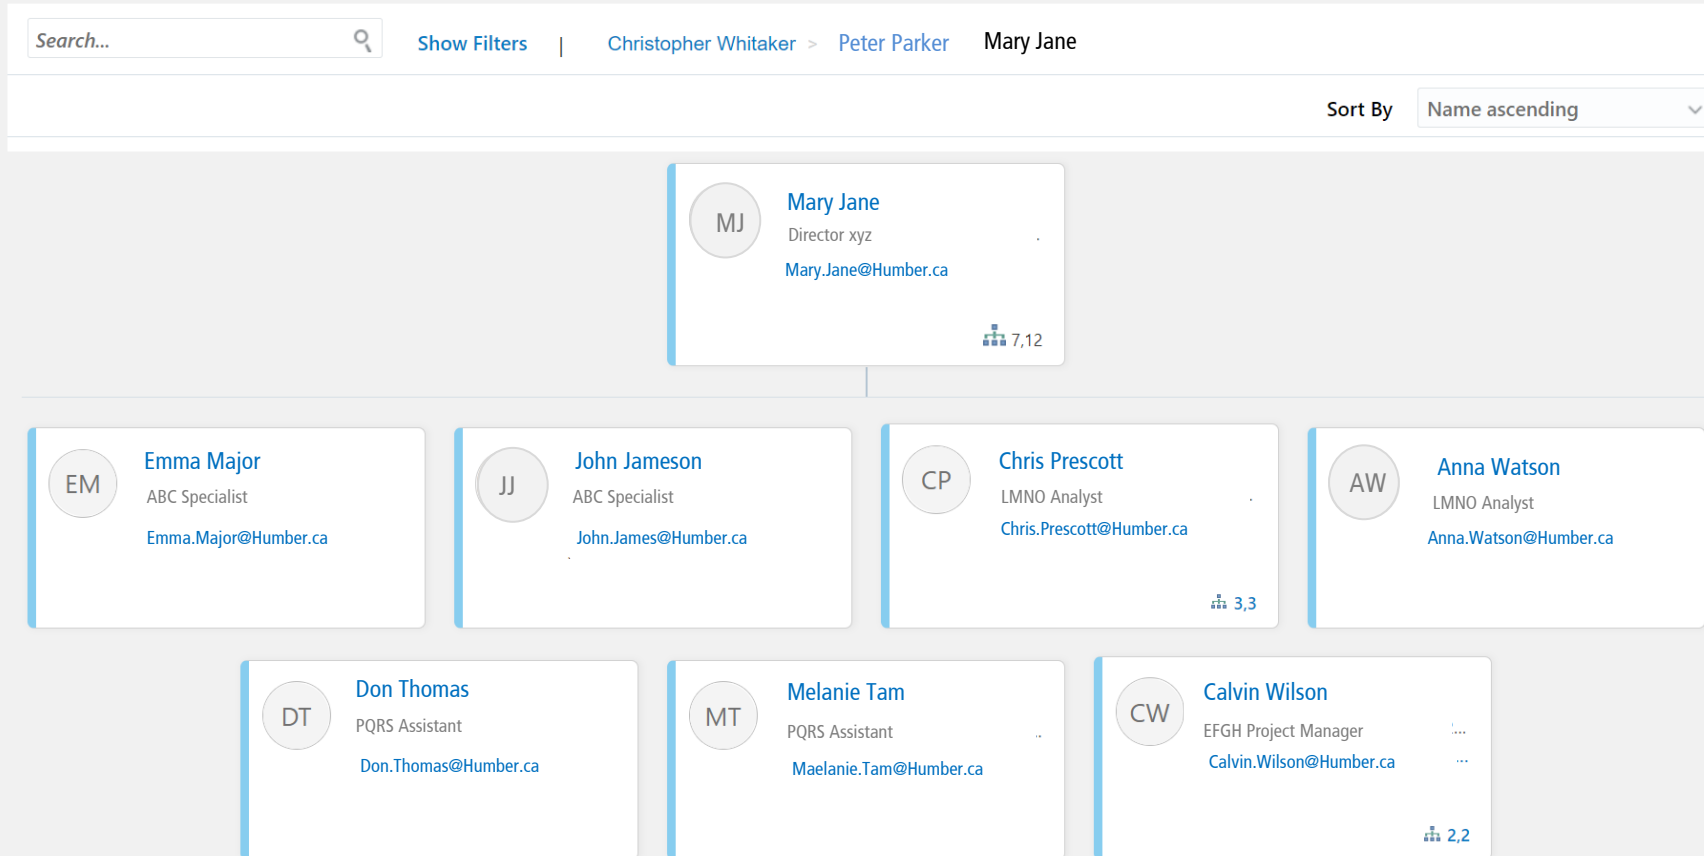 Search...
Show Filters | Christopher Whitaker > Peter Parker Mary Jane
Sort By Name ascending
MJ
Mary Jane
Director xyz .
Mary.Jane@Humber.ca
7,12
EM
Emma Major
ABC Specialist
Emma.Major@Humber.ca
JJ
John Jameson
ABC Specialist
John.James@Humber.ca
.
CP
Chris Prescott
LMNO Analyst .
Chris.Prescott@Humber.ca
3,3
AW
Anna Watson
LMNO Analyst
Anna.Watson@Humber.ca
DT
Don Thomas
PQRS Assistant
Don.Thomas@Humber.ca
MT
Melanie Tam
PQRS Assistant ..
Maelanie.Tam@Humber.ca
CW
Calvin Wilson
EFGH Project Manager ...
Calvin.Wilson@Humber.ca ...
2,2